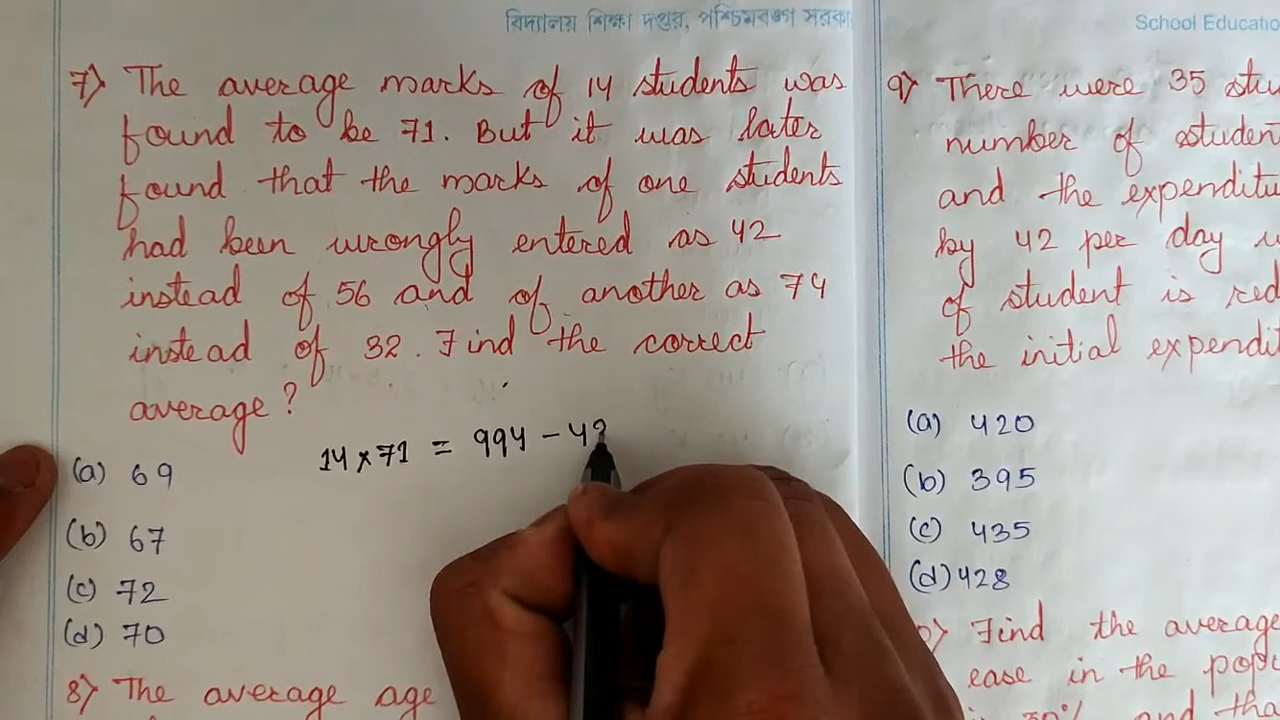 বিদ্যালয় শিক্ষা দপ্তর, পশ্চিমবঙ্গ সরকা
7) The average marks of 14 students was
found to be 71. But it was later
found that the marks of one students
had been wrongly entered as 42
instead of 56 and of another as 74
instead of 32. Find the correct
average?
14 × 71 = 994 - 42
(a) 69
(b) 67
(c) 72
(d) 70
8) The average age
School Educatio
9) There were 35 stu
number of student
and the expenditu
by 42 per day
of student is red
the initial expendi
(a) 420
(b) 395
(c) 435
(d) 428
Find the average
ease in the popu
and tha